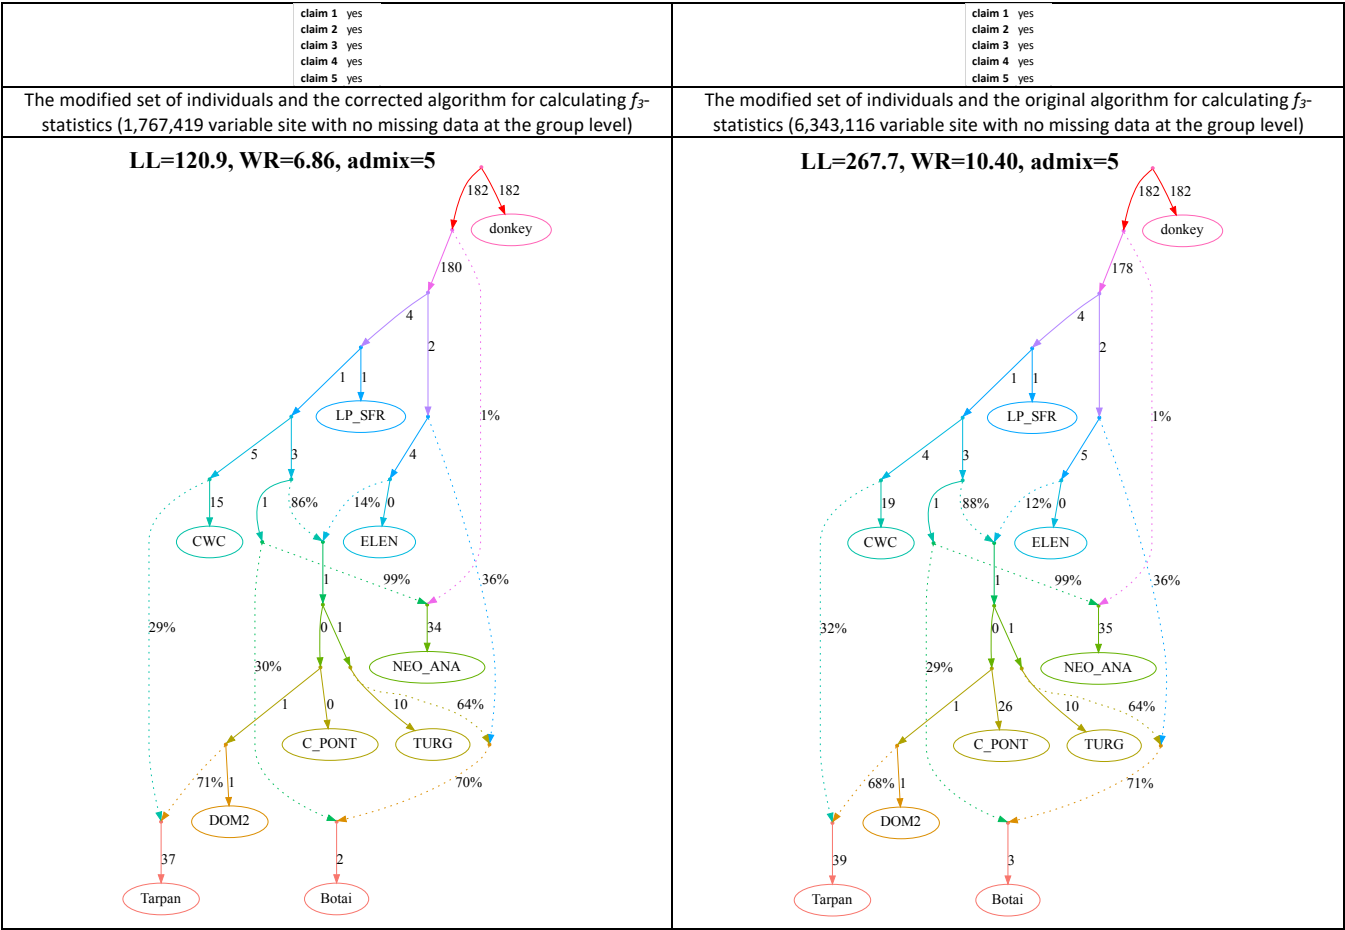 claim 1 yes
claim 2 yes
claim 3 yes
claim 4 yes
claim 5 yes
claim 1 yes
claim 2 yes
claim 3 yes
claim 4 yes
claim 5 yes
The modified set of individuals and the corrected algorithm for calculating f3-
statistics (1,767,419 variable site with no missing data at the group level)
The modified set of individuals and the original algorithm for calculating f3-
statistics (6,343,116 variable site with no missing data at the group level)
LL=120.9, WR=6.86, admix=5
182 182
donkey
180
4
2
1 1
LP_SFR
1%
5 3
4
15 1 86% 14% 0
CWC
ELEN
1 99% 36%
29% 0 1 34
30% NEO_ANA
1 0 10 64%
C_PONT TURG
71% 1 70%
DOM2
37 2
Tarpan Botai
LL=267.7, WR=10.40, admix=5
182 182
donkey
178
4
2
1 1
LP_SFR
1%
4 3
5
19 1 88% 12% 0
CWC
ELEN
1 99% 36%
32% 0 1 35
29% NEO_ANA
1 26 10 64%
C_PONT TURG
68% 1 71%
DOM2
39 3
Tarpan Botai